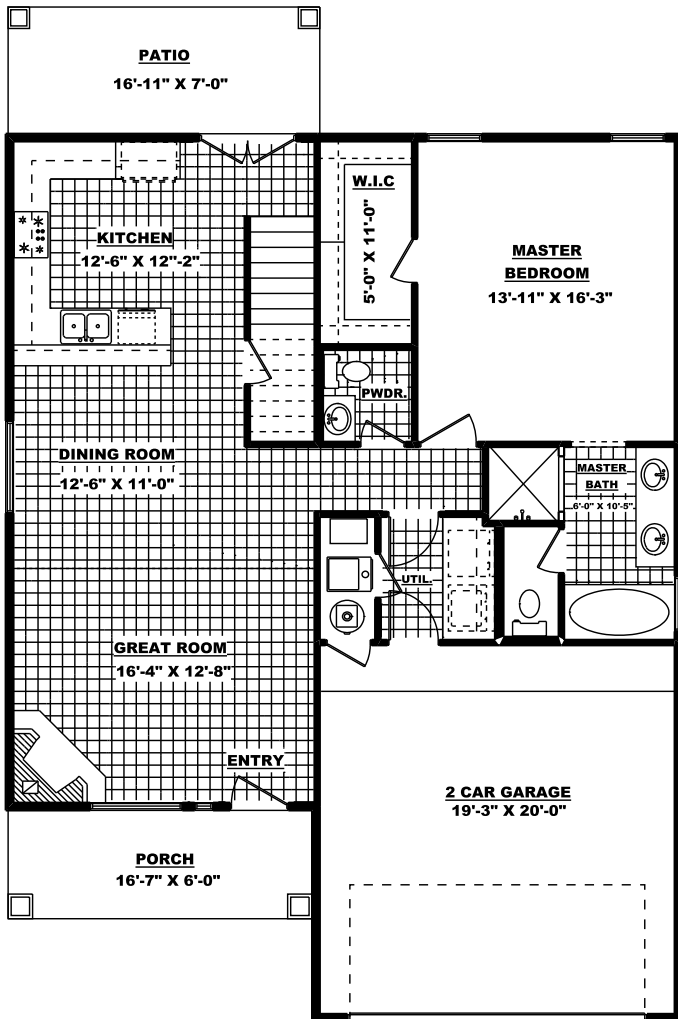 PATIO
16'-11" X 7'-0"
W.I.C
5'-0" X 11'-0"
KITCHEN
12'-6" X 12"-2"
MASTER
BEDROOM
13'-11" X 16'-3"
PWDR.
DINING ROOM
12'-6" X 11'-0"
MASTER
BATH
6'-0" X 10'-5"
UTIL.
GREAT ROOM
16'-4" X 12'-8"
ENTRY
2 CAR GARAGE
19'-3" X 20'-0"
PORCH
16'-7" X 6'-0"